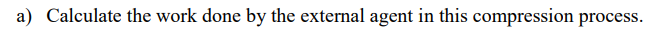 a) Calculate the work done by the external agent in this compression process.